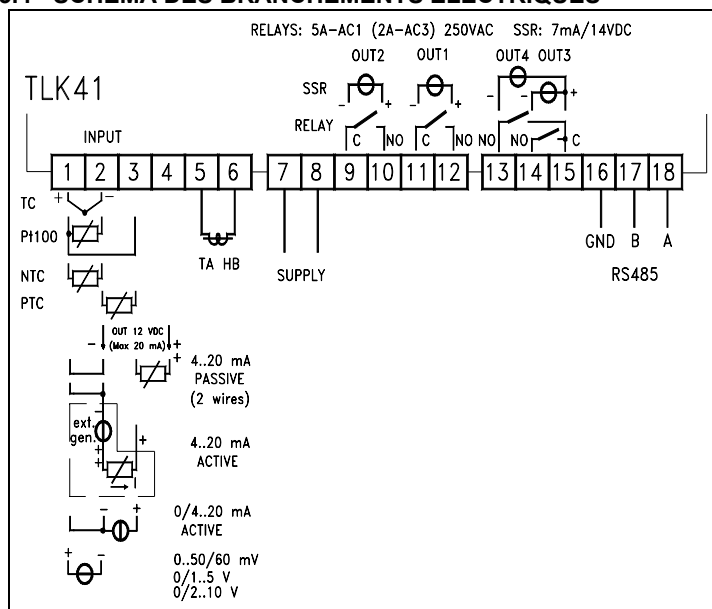 SCHEMA DES BRANCHEMENTS ELECTRIQUES
RELAYS: 5A-AC1 (2A-AC3) 250VAC SSR: 7mA/14VDC
OUT2 OUT1 OUT4 OUT3
TLK41
SSR
- + - + - - +
RELAY
INPUT
C NO C NO NO NO C
1 2 3 4 5 6 7 8 9 10 11 12 13 14 15 16 17 18
TC + -
Pt100
GND B A
TA HB
SUPPLY
RS485
NTC
PTC
OUT 12 VDC
- (Max 20 mA) +
+
4..20 mA
PASSIVE
(2 wires)
-
ext.
gen.
+
+
+
4..20 mA
ACTIVE
I
- +
0/4..20 mA
ACTIVE
+ -
0..50/60 mV
0/1..5 V
0/2..10 V